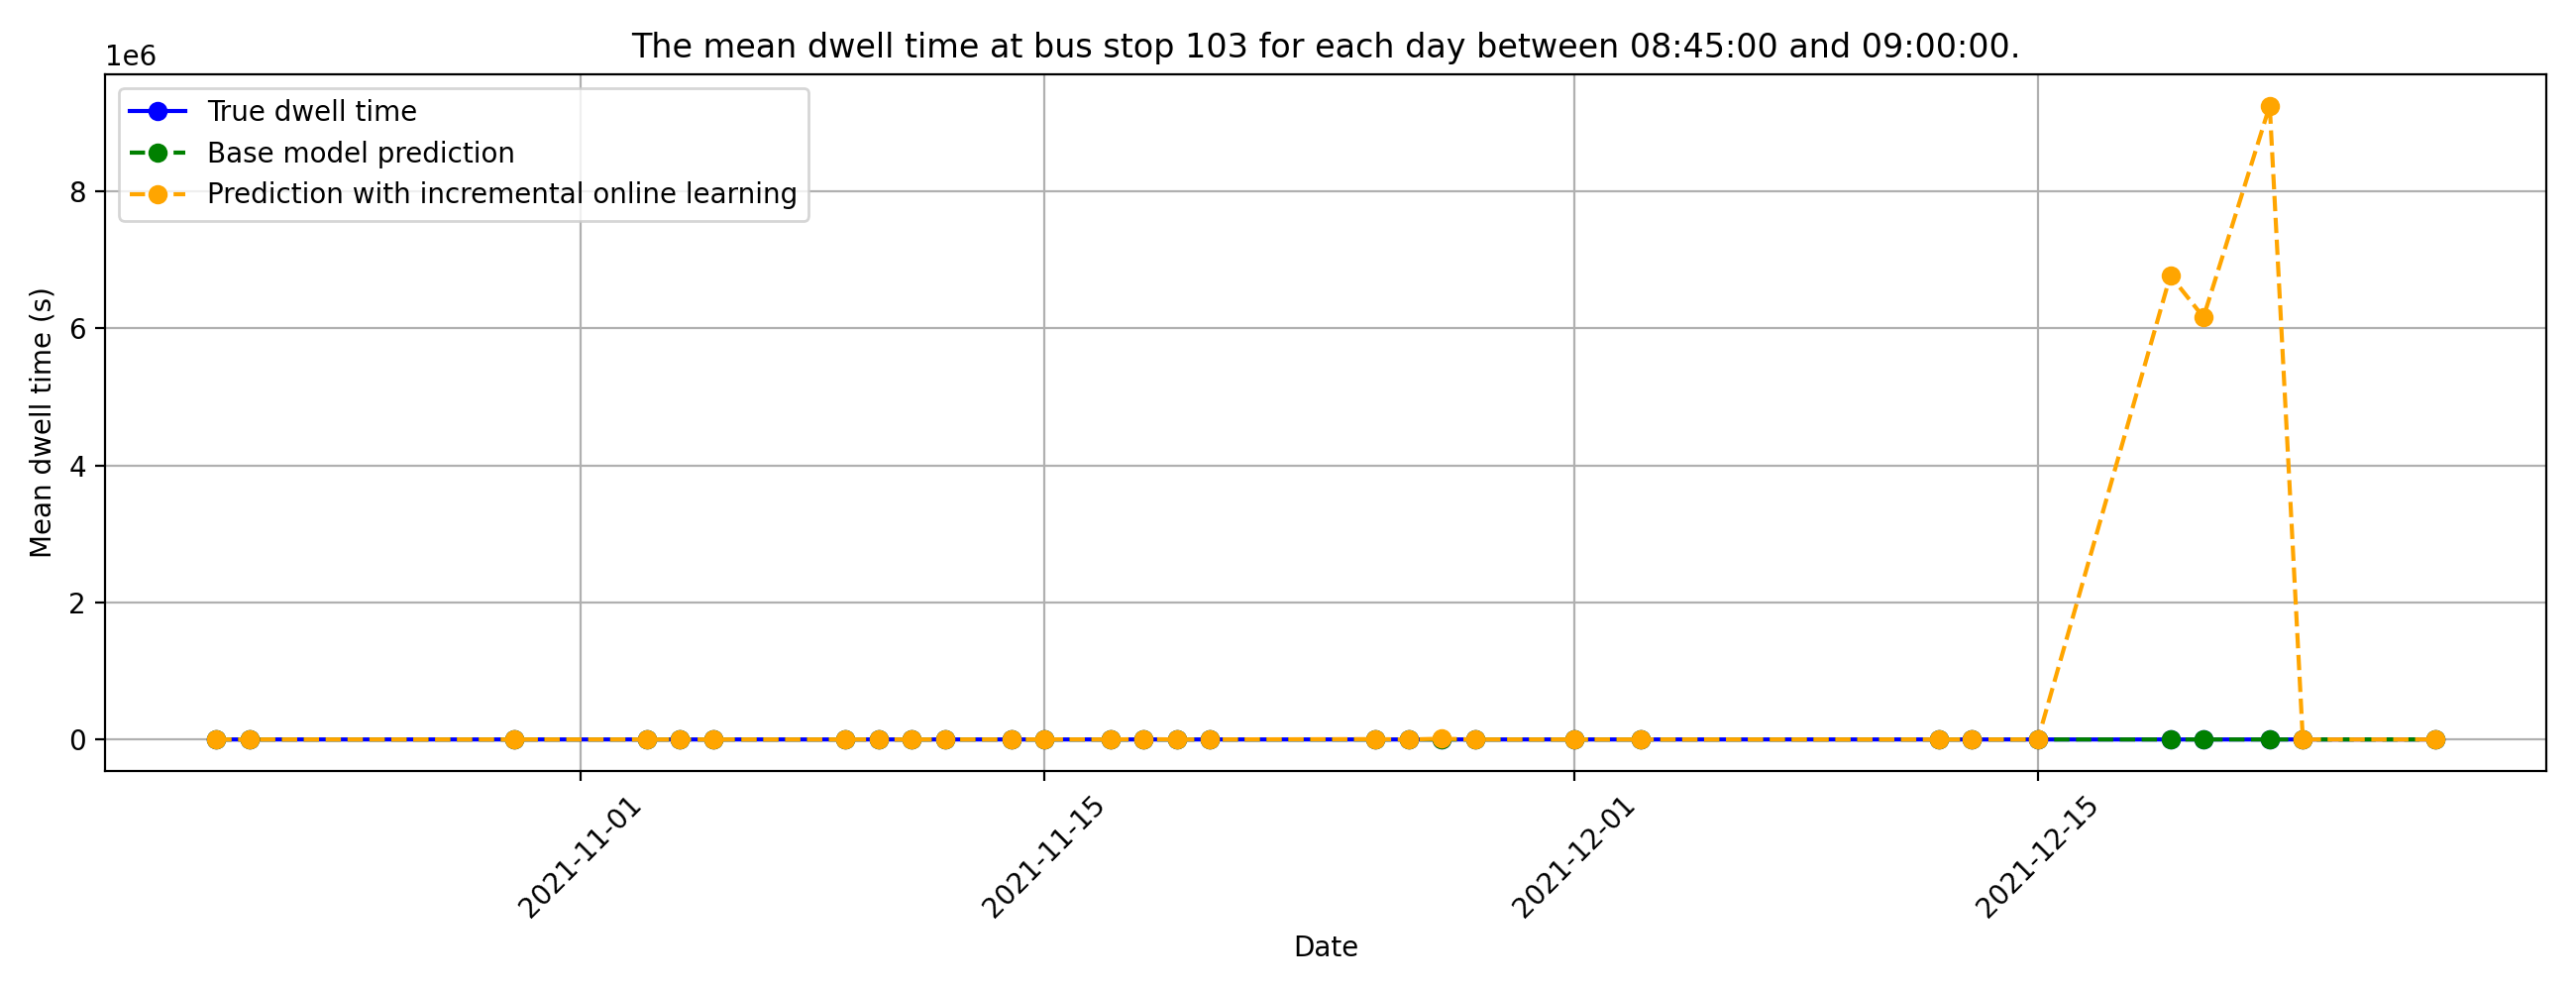 The mean dwell time at bus stop 103 for each day between 08:45:00 and 09:00:00.
1e6
True dwell time
Base model prediction
Prediction with incremental online learning
8
6
4
2
0
Mean dwell time (s)
2021-11-01
2021-11-15
2021-12-01
2021-12-15
Date